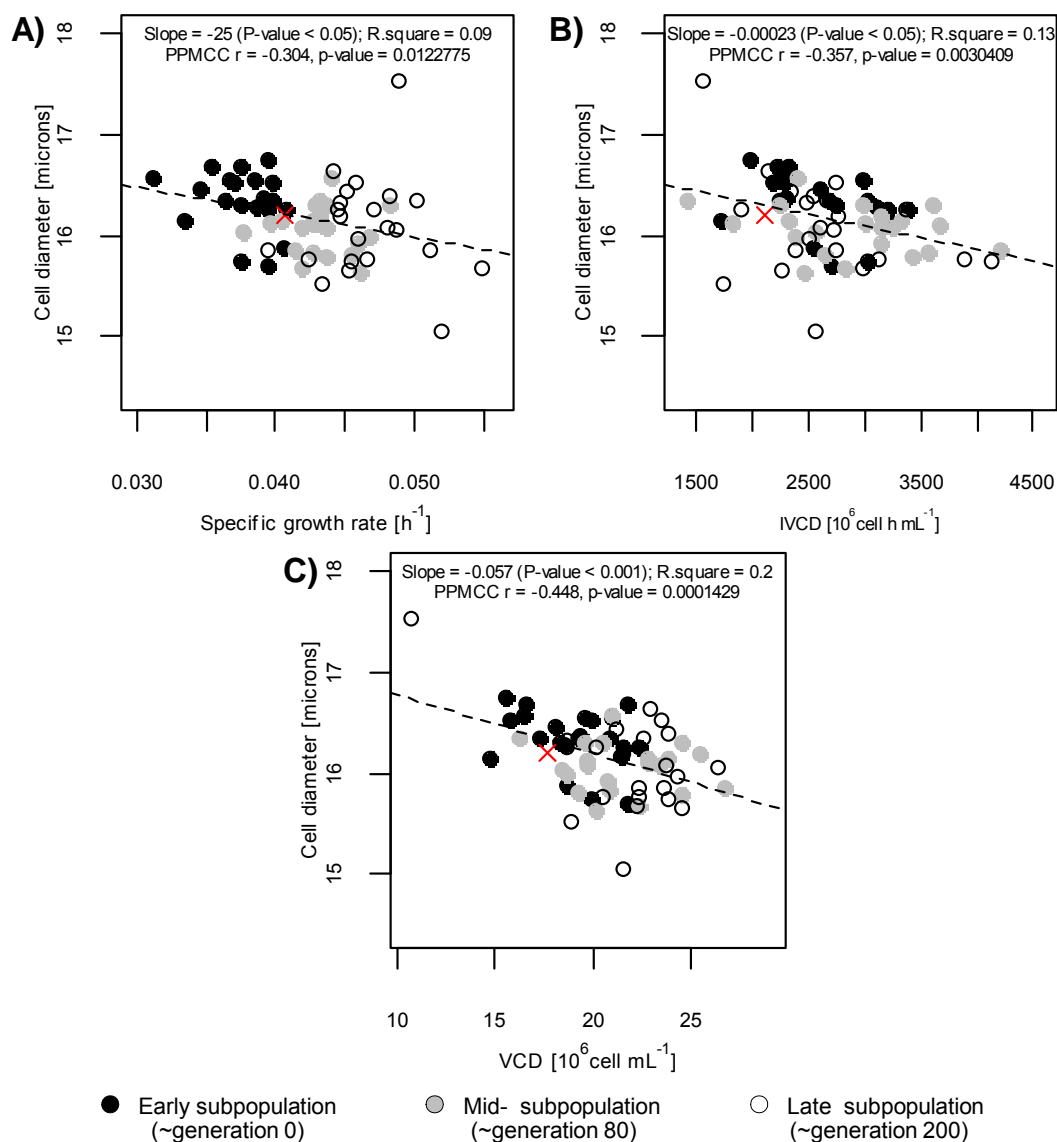 A)
Slope = -25 (P-value < 0.05); R.square = 0.09
PPMCC r = -0.304, p-value = 0.0122775
18
17
16
15
Cell diameter [microns]
0.030
0.040
0.050
Specific growth rate [h⁻¹]
B)
Slope = -0.00023 (P-value < 0.05); R.square = 0.13
PPMCC r = -0.357, p-value = 0.0030409
18
17
16
15
Cell diameter [microns]
1500
2500
3500
4500
IVCD [10⁶ cell h mL⁻¹]
C)
Slope = -0.057 (P-value < 0.001); R.square = 0.2
PPMCC r = -0.448, p-value = 0.0001429
18
17
16
15
Cell diameter [microns]
10
15
20
25
VCD [10⁶ cell mL⁻¹]
Early subpopulation
(~generation 0)
Mid- subpopulation
(~generation 80)
Late subpopulation
(~generation 200)